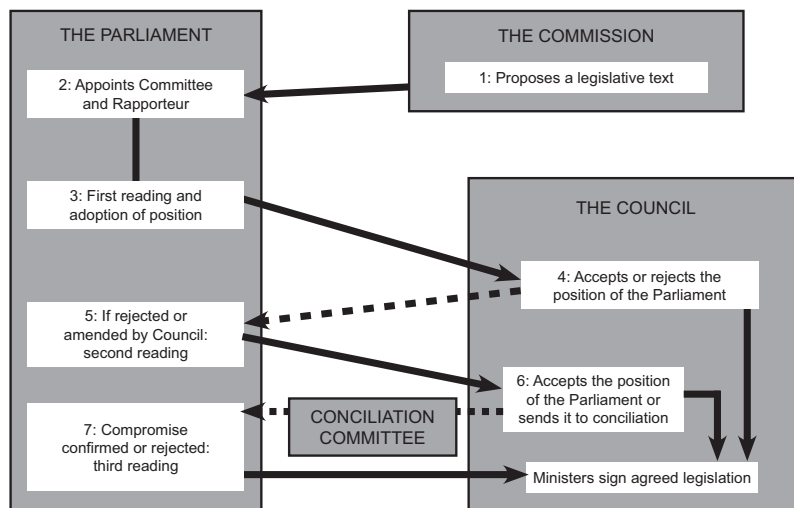 THE PARLIAMENT
THE COMMISSION
1: Proposes a legislative text
2: Appoints Committee
and Rapporteur
3: First reading and
adoption of position
THE COUNCIL
4: Accepts or rejects the
position of the Parliament
5: If rejected or
amended by Council:
second reading
6: Accepts the position
of the Parliament or
sends it to conciliation
CONCILIATION
COMMITTEE
7: Compromise
confirmed or rejected:
third reading
Ministers sign agreed legislation